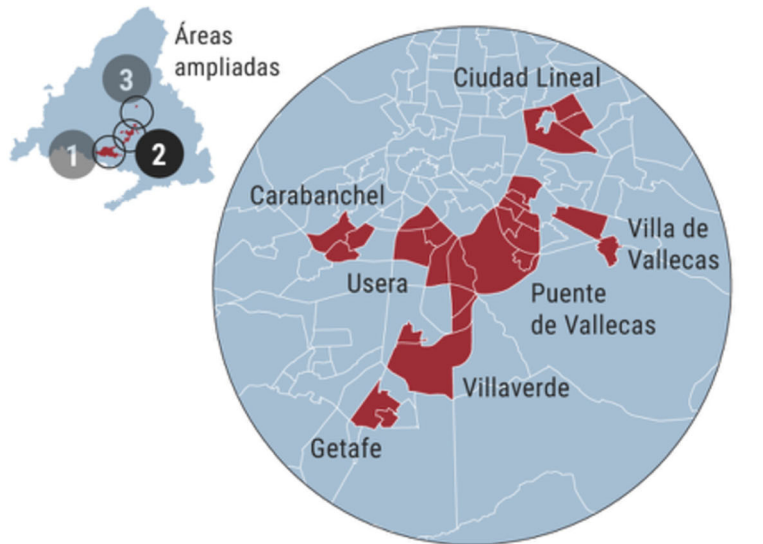 Áreas
ampliadas
3
1
2
Ciudad Lineal
Carabanchel
Villa de
Vallecas
Usera
Puente
de Vallecas
Villaverde
Getafe